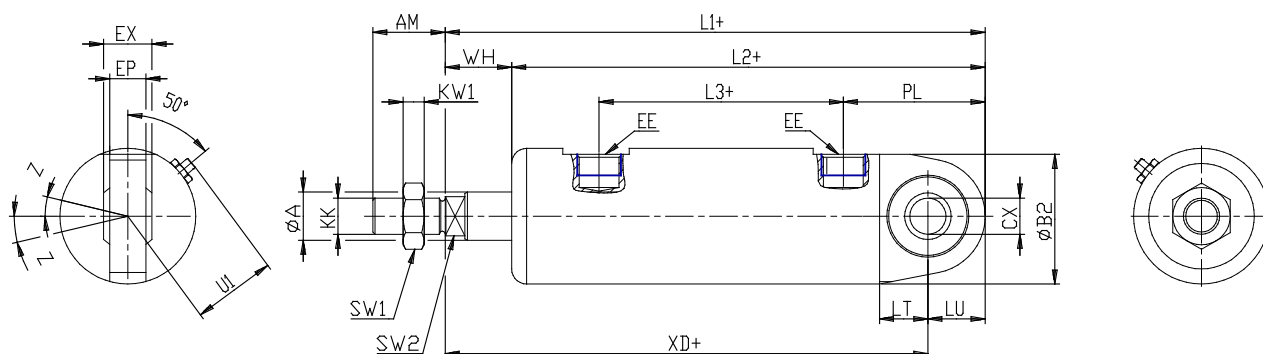 EX
EP
50°
Z
Z
U1
AM
L1+
WH
L2+
KW1
L3+
PL
EE
EE
ØA
KK
CX
ØB2
SW1
SW2
LT
LU
XD+